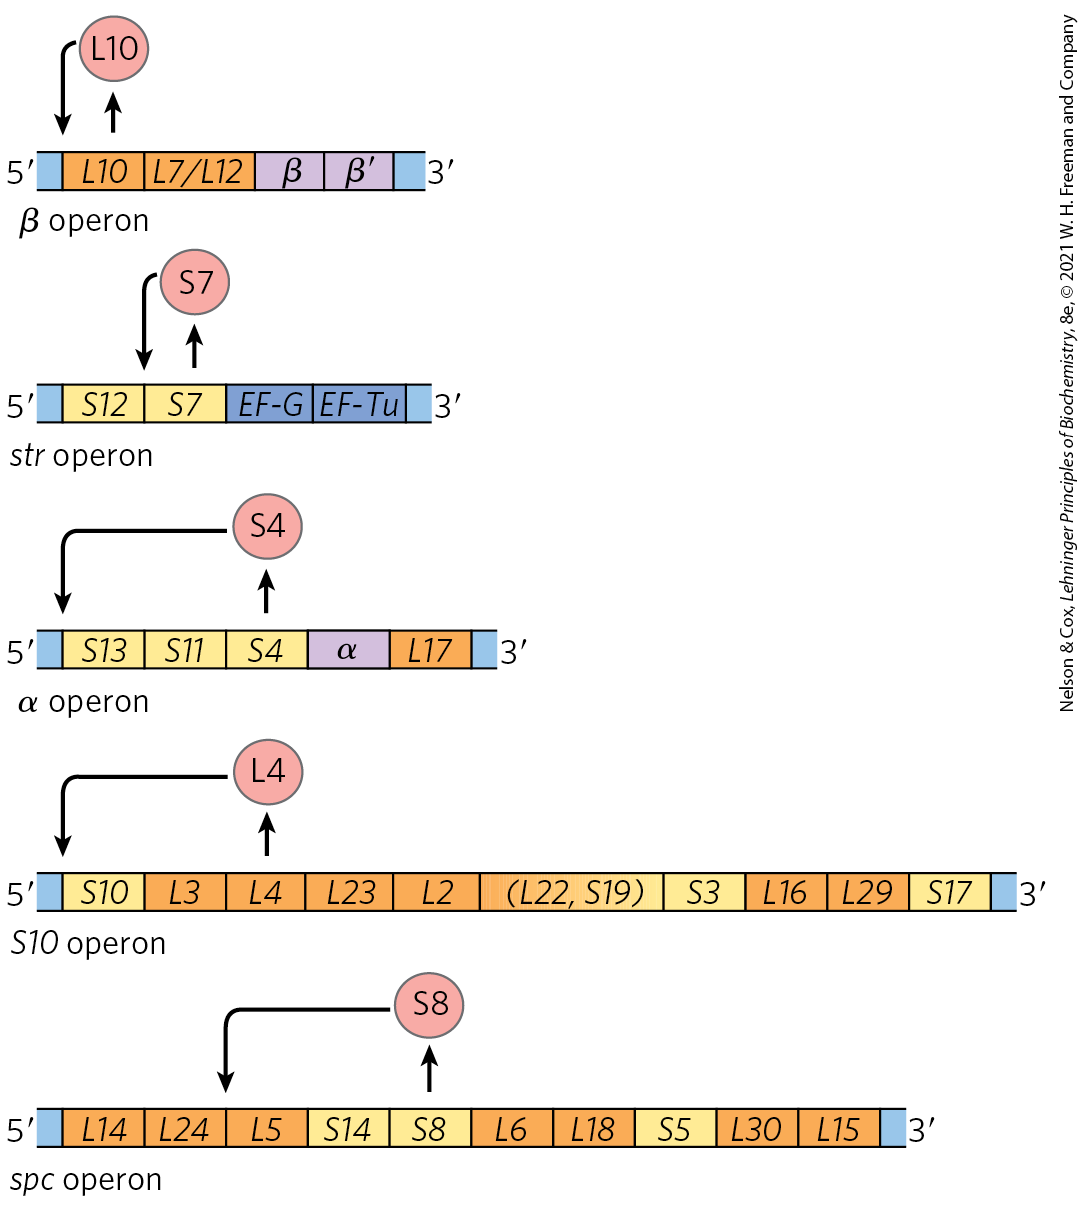 L10
5′ L10 L7/L12 β β′ 3′
β operon
S7
5′ S12 S7 EF-G EF-Tu 3′
str operon
S4
5′ S13 S11 S4 α L17 3′
α operon
L4
5′ S10 L3 L4 L23 L2 (L22, S19) S3 L16 L29 S17 3′
S10 operon
S8
5′ L14 L24 L5 S14 S8 L6 L18 S5 L30 L15 3′
spc operon
Nelson & Cox, Lehninger Principles of Biochemistry, 8e, © 2021 W. H. Freeman and Company